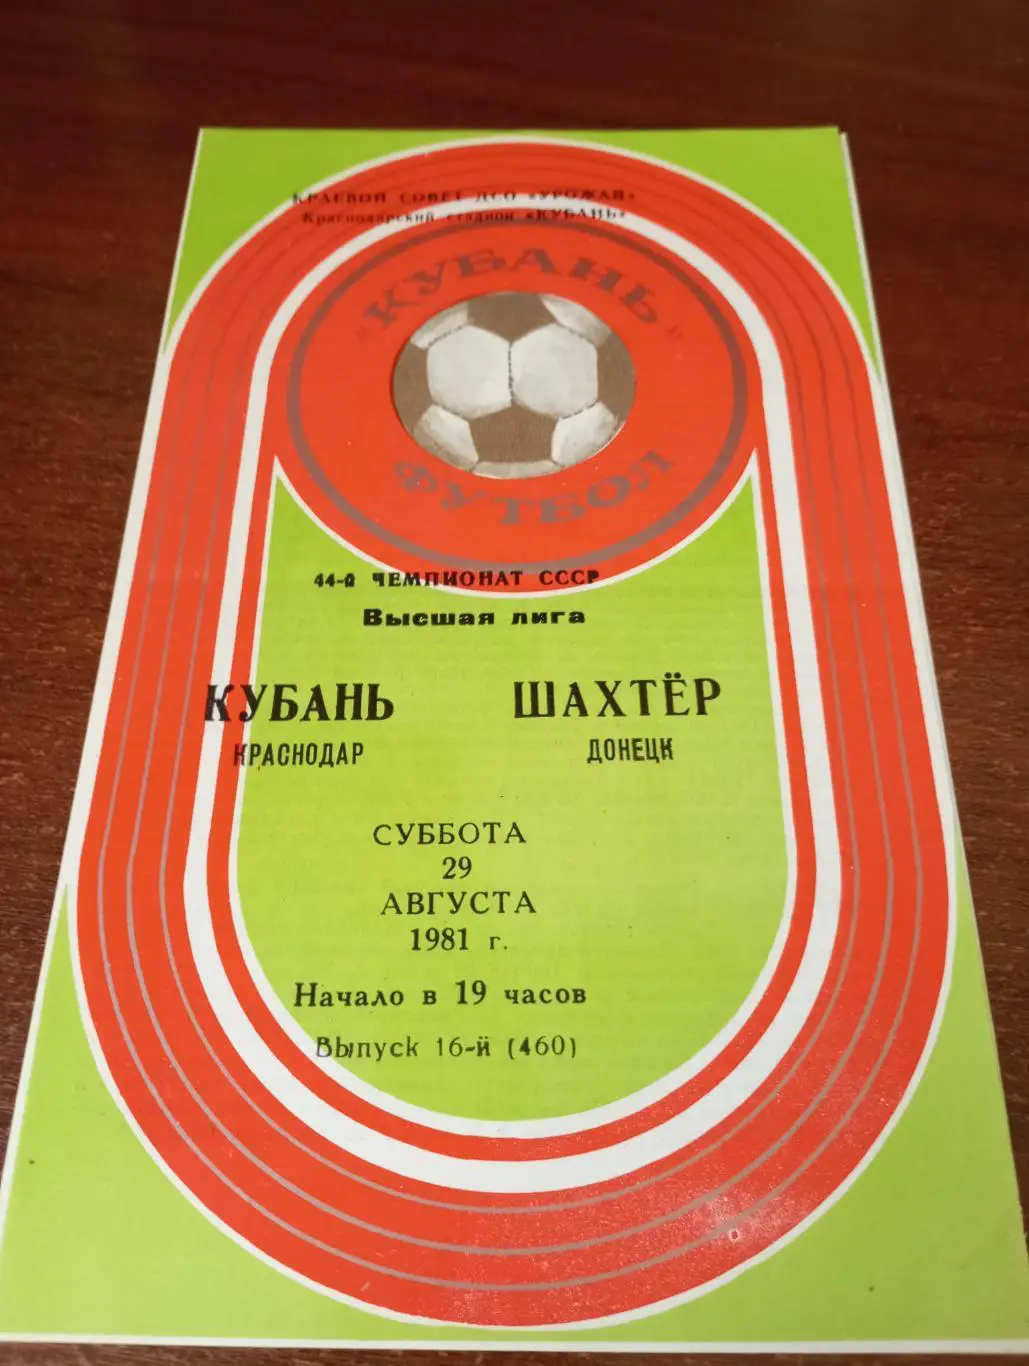 КРАЕВОЙ СОВЕТ ДСО «УРОЖАЙ»
Краснодарский стадион «КУБАНЬ»
«КУБАНЬ»
ФУТБОЛ
44-й ЧЕМПИОНАТ СССР
Высшая лига
КУБАНЬ ШАХТЁР
КРАСНОДАР ДОНЕЦК
СУББОТА
29
АВГУСТА
1981 г.
Начало в 19 часов
Выпуск 16-й (460)